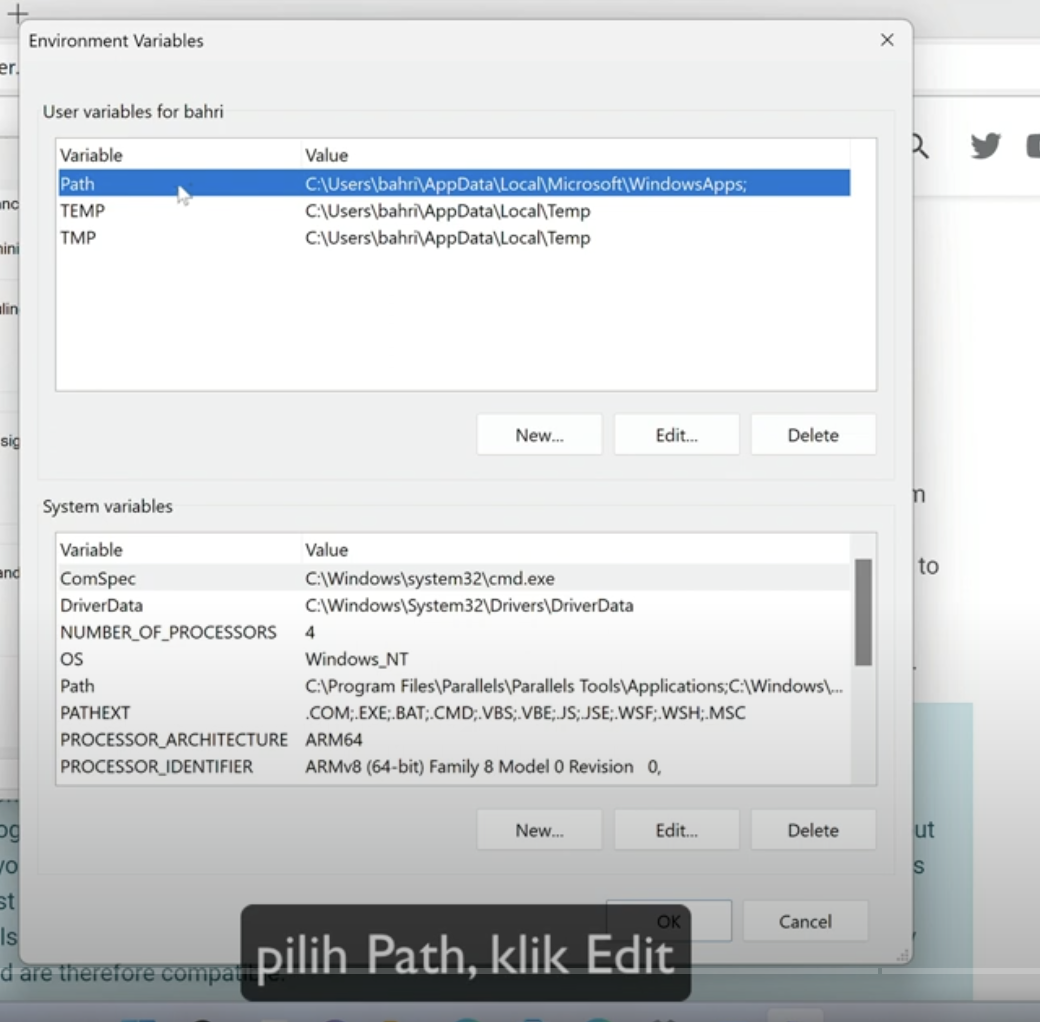 Environment Variables
er.
User variables for bahri
Variable Value
Path C:\Users\bahri\AppData\Local\Microsoft\WindowsApps;
TEMP C:\Users\bahri\AppData\Local\Temp
TMP C:\Users\bahri\AppData\Local\Temp
New... Edit... Delete
System variables
Variable Value
ComSpec C:\Windows\system32\cmd.exe
DriverData C:\Windows\System32\Drivers\DriverData
NUMBER_OF_PROCESSORS 4
OS Windows_NT
to
Path C:\Program Files\Parallels\Parallels Tools\Applications;C:\Windows\...
PATHEXT .COM;.EXE;.BAT;.CMD;.VBS;.VBE;.JS;.JSE;.WSF;.WSH;.MSC
PROCESSOR_ARCHITECTURE ARM64
PROCESSOR_IDENTIFIER ARMv8 (64-bit) Family 8 Model 0 Revision 0,
New... Edit... Delete
OK Cancel
pilih Path, klik Edit
d are therefore compatible.